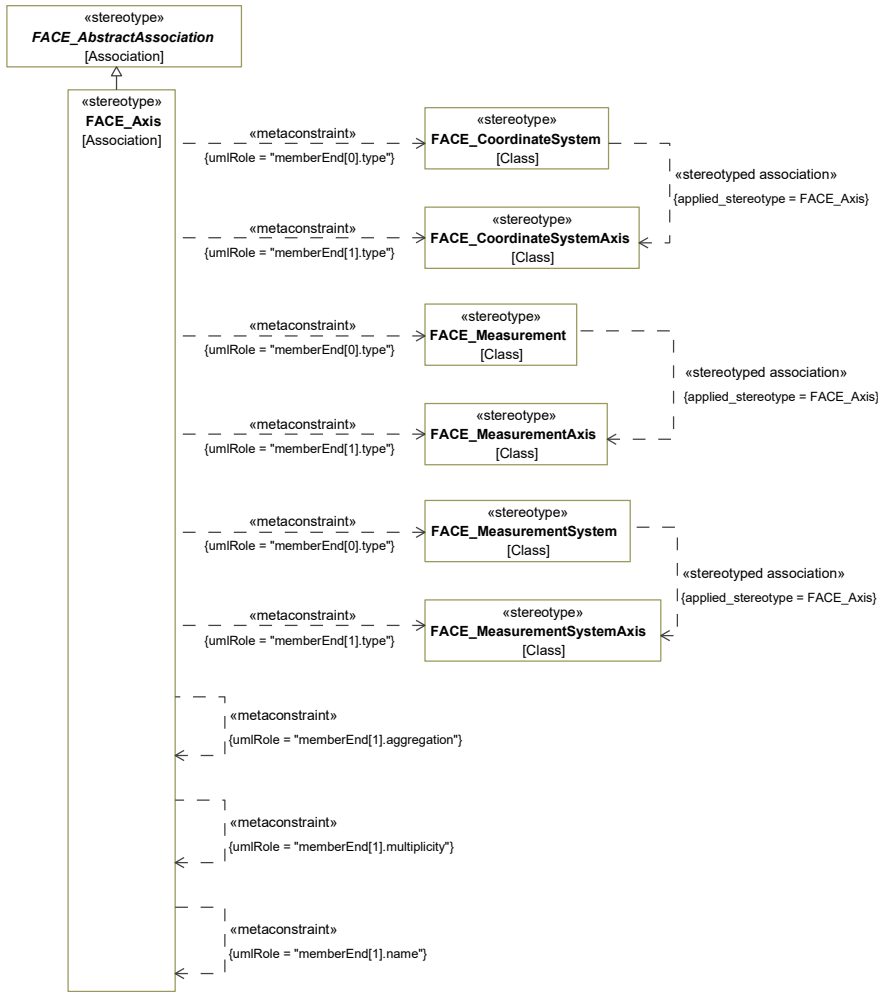 «stereotype»
FACE_AbstractAssociation
[Association]
«stereotype»
FACE_Axis
[Association]
«metaconstraint»
{umlRole = "memberEnd[0].type"}
«stereotype»
FACE_CoordinateSystem
[Class]
«stereotyped association»
{applied_stereotype = FACE_Axis}
«metaconstraint»
{umlRole = "memberEnd[1].type"}
«stereotype»
FACE_CoordinateSystemAxis
[Class]
«metaconstraint»
{umlRole = "memberEnd[0].type"}
«stereotype»
FACE_Measurement
[Class]
«stereotyped association»
{applied_stereotype = FACE_Axis}
«metaconstraint»
{umlRole = "memberEnd[1].type"}
«stereotype»
FACE_MeasurementAxis
[Class]
«metaconstraint»
{umlRole = "memberEnd[0].type"}
«stereotype»
FACE_MeasurementSystem
[Class]
«stereotyped association»
{applied_stereotype = FACE_Axis}
«metaconstraint»
{umlRole = "memberEnd[1].type"}
«stereotype»
FACE_MeasurementSystemAxis
[Class]
«metaconstraint»
{umlRole = "memberEnd[1].aggregation"}
«metaconstraint»
{umlRole = "memberEnd[1].multiplicity"}
«metaconstraint»
{umlRole = "memberEnd[1].name"}